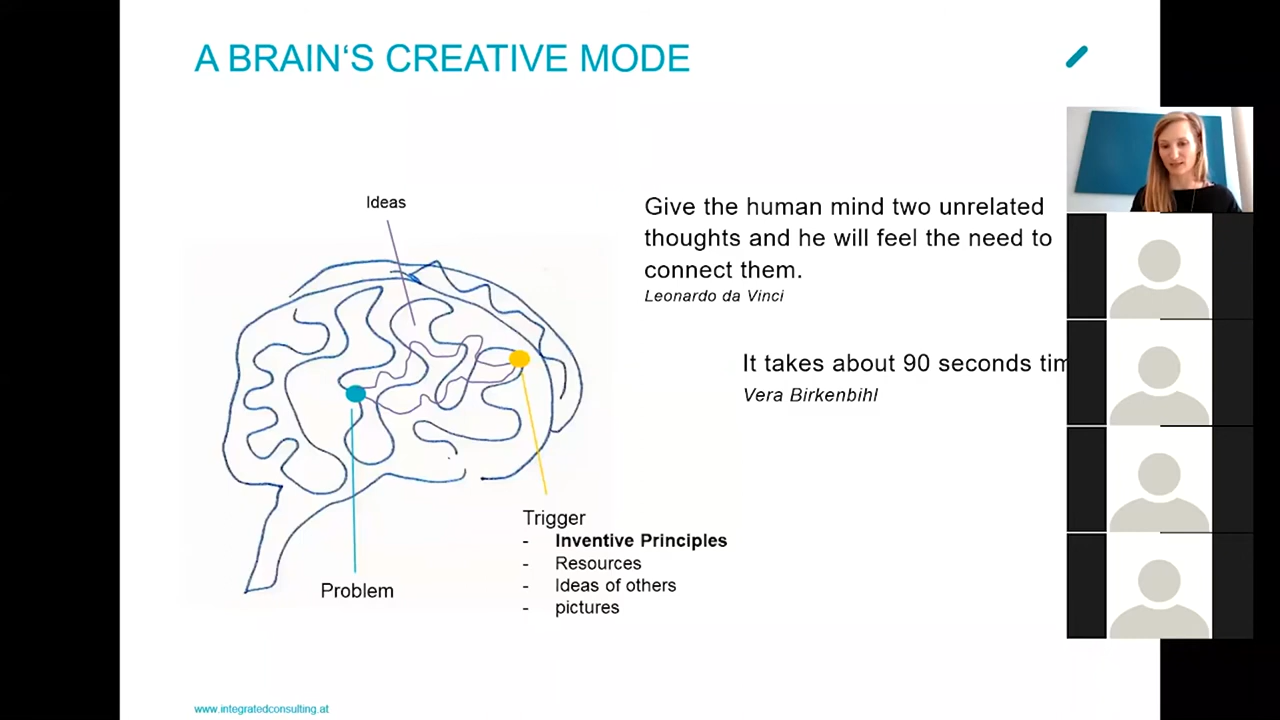 A BRAIN‘S CREATIVE MODE
Ideas
Give the human mind two unrelated
thoughts and he will feel the need to
connect them.
Leonardo da Vinci
It takes about 90 seconds
Vera Birkenbihl
Trigger
- Inventive Principles
- Resources
- Ideas of others
- pictures
Problem
www.integratedconsulting.at